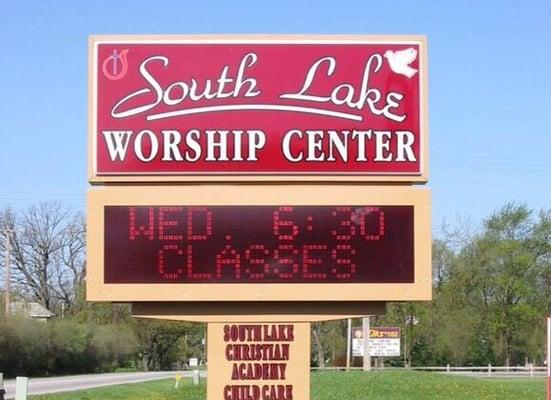 South Lake
WORSHIP CENTER
WED. 6:30
CLASSES
SOUTH LAKE
CHRISTIAN
ACADEMY
CHILD CARE